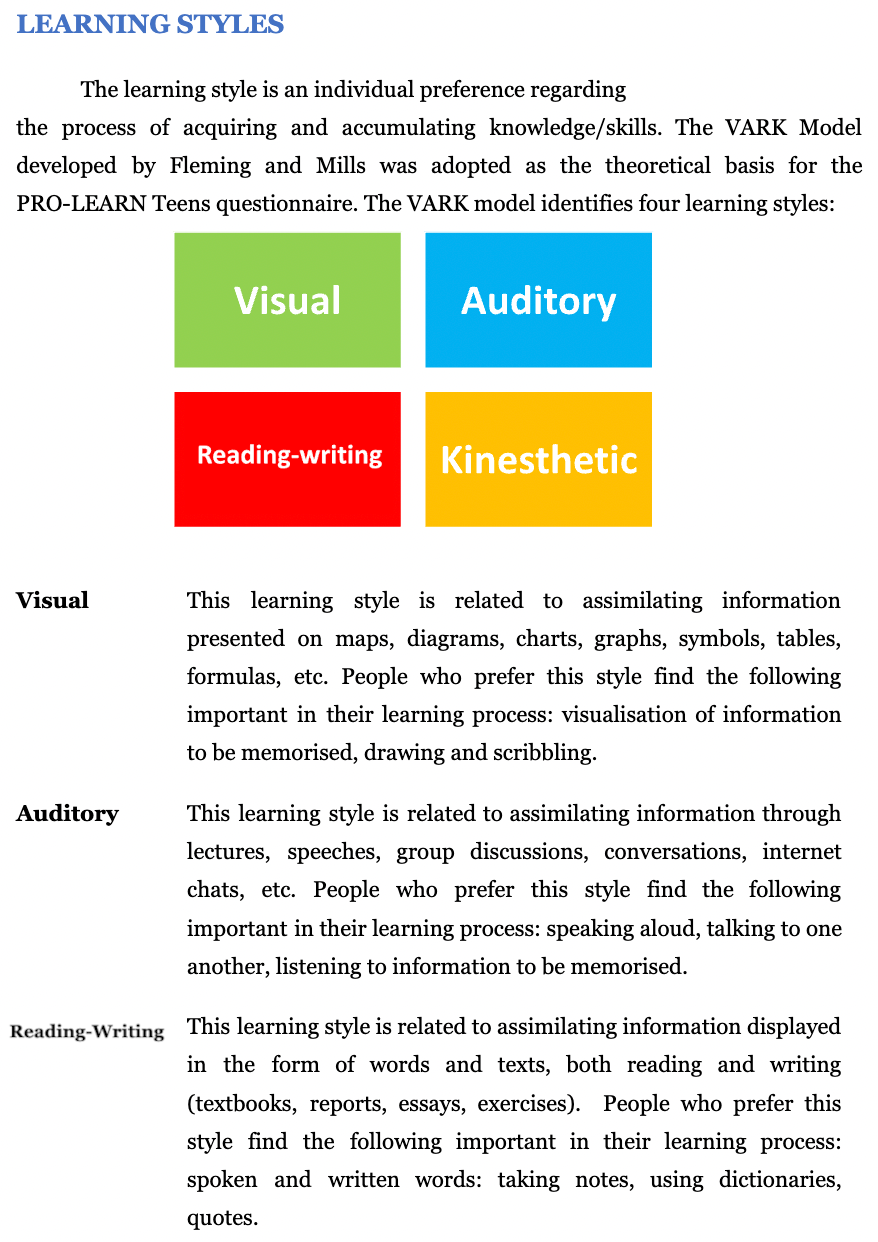 LEARNING STYLES
The learning style is an individual preference regarding
the process of acquiring and accumulating knowledge/skills. The VARK Model
developed by Fleming and Mills was adopted as the theoretical basis for the
PRO-LEARN Teens questionnaire. The VARK model identifies four learning styles:
Visual
Auditory
Reading-writing
Kinesthetic
Visual
This learning style is related to assimilating information
presented on maps, diagrams, charts, graphs, symbols, tables,
formulas, etc. People who prefer this style find the following
important in their learning process: visualisation of information
to be memorised, drawing and scribbling.
Auditory
This learning style is related to assimilating information through
lectures, speeches, group discussions, conversations, internet
chats, etc. People who prefer this style find the following
important in their learning process: speaking aloud, talking to one
another, listening to information to be memorised.
Reading-Writing
This learning style is related to assimilating information displayed
in the form of words and texts, both reading and writing
(textbooks, reports, essays, exercises). People who prefer this
style find the following important in their learning process:
spoken and written words: taking notes, using dictionaries,
quotes.